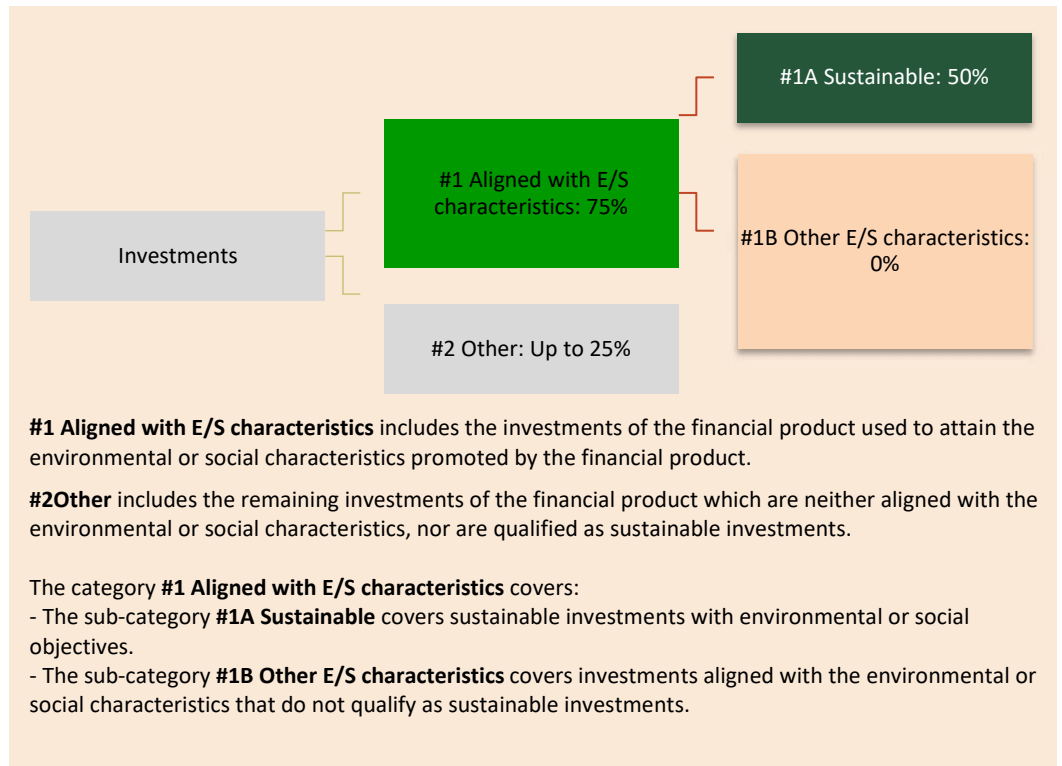 #1A Sustainable: 50%
#1 Aligned with E/S
characteristics: 75%
#1B Other E/S characteristics:
0%
Investments
#2 Other: Up to 25%
#1 Aligned with E/S characteristics includes the investments of the financial product used to attain the
environmental or social characteristics promoted by the financial product.
#2Other includes the remaining investments of the financial product which are neither aligned with the
environmental or social characteristics, nor are qualified as sustainable investments.
The category #1 Aligned with E/S characteristics covers:
- The sub-category #1A Sustainable covers sustainable investments with environmental or social
objectives.
- The sub-category #1B Other E/S characteristics covers investments aligned with the environmental or
social characteristics that do not qualify as sustainable investments.